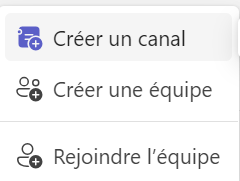 Créer un canal
Créer une équipe
Rejoindre l’équipe